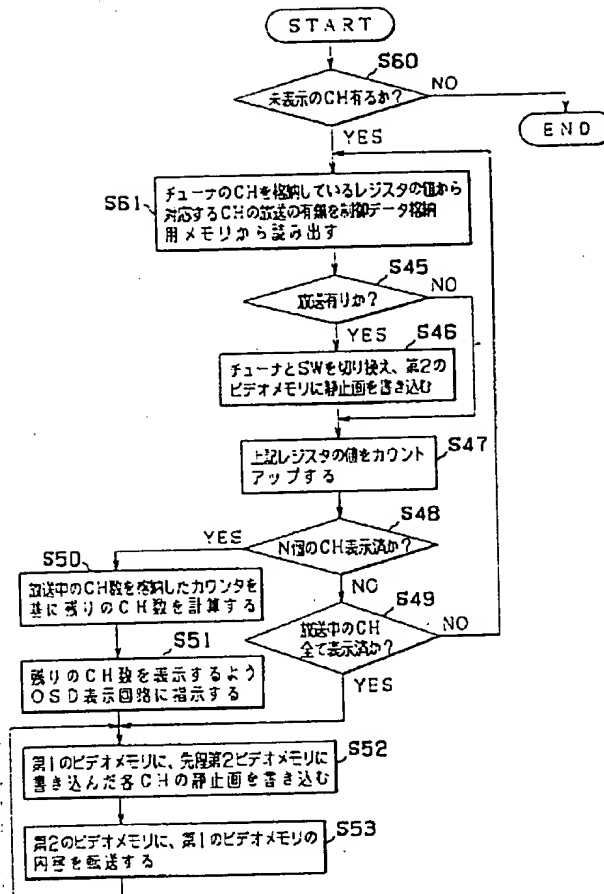 START
S60
未表示のCH有るか?
NO
END
YES
S61
チューナのCHを格納しているレジスタの値から
対応するCHの放送の有無を制御データ格納
用メモリから読み出す
S45
放送有りか?
NO
YES
S46
チューナとSWを切り換え、第2の
ビデオメモリに静止画を書き込む
S47
上記レジスタの値をカウント
アップする
S48
N個のCH表示済か?
YES
NO
S50
放送中のCH数を格納したカウンタを
基に残りのCH数を計算する
S49
放送中のCH
全て表示済か?
NO
YES
S51
残りのCH数を表示するよう
OSD表示回路に指示する
S52
第1のビデオメモリに、先程第2ビデオメモリに
書き込んだ各CHの静止画を書き込む
S53
第2のビデオメモリに、第1のビデオメモリの
内容を転送する